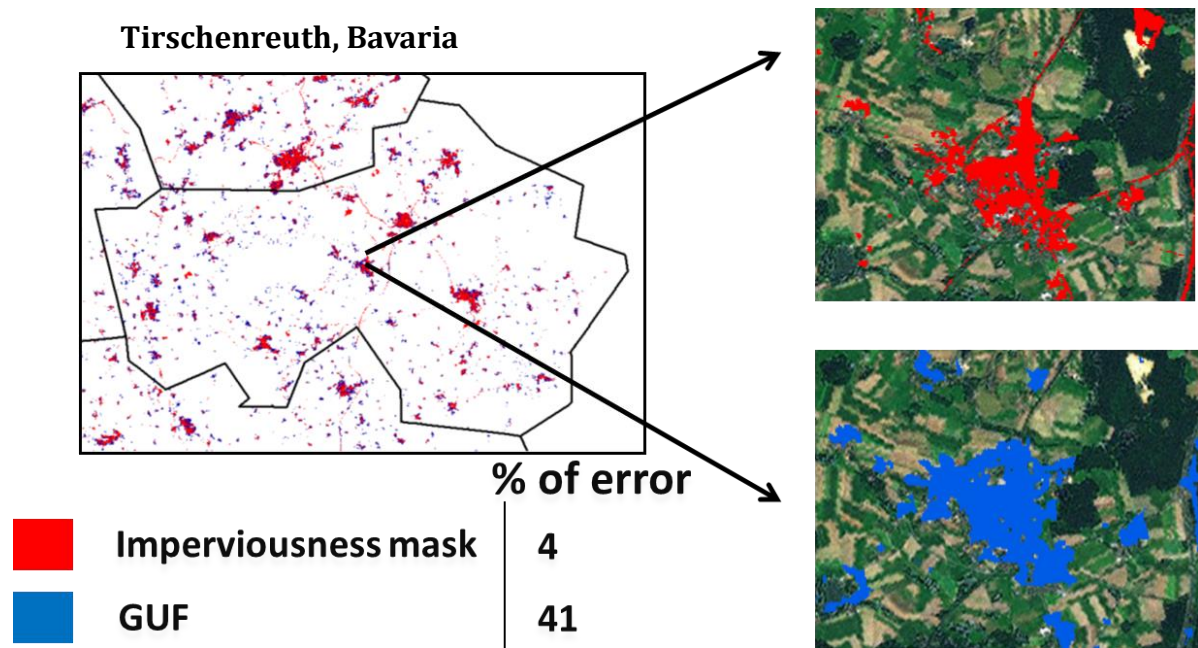 Tirschenreuth, Bavaria
% of error
Imperviousness mask 4
GUF 41